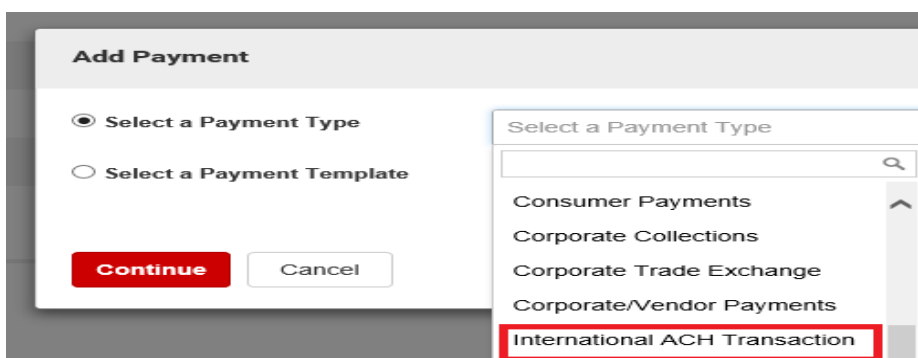 Add Payment
Select a Payment Type
Select a Payment Type
Select a Payment Template
Consumer Payments
Corporate Collections
Corporate Trade Exchange
Corporate/Vendor Payments
International ACH Transaction
Continue
Cancel